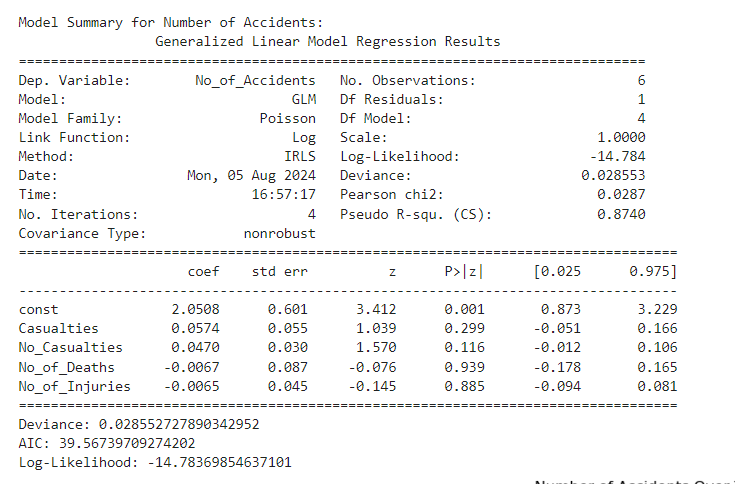 Model Summary for Number of Accidents:
Generalized Linear Model Regression Results
==============================================================================
Dep. Variable: No_of_Accidents No. Observations: 6
Model: GLM Df Residuals: 1
Model Family: Poisson Df Model: 4
Link Function: Log Scale: 1.0000
Method: IRLS Log-Likelihood: -14.784
Date: Mon, 05 Aug 2024 Deviance: 0.028553
Time: 16:57:17 Pearson chi2: 0.0287
No. Iterations: 4 Pseudo R-squ. (CS): 0.8740
Covariance Type: nonrobust
==================================================================================
coef std err z P>|z| [0.025 0.975]
----------------------------------------------------------------------------------
const 2.0508 0.601 3.412 0.001 0.873 3.229
Casualties 0.0574 0.055 1.039 0.299 -0.051 0.166
No_Casualties 0.0470 0.030 1.570 0.116 -0.012 0.106
No_of_Deaths -0.0067 0.087 -0.076 0.939 -0.178 0.165
No_of_Injuries -0.0065 0.045 -0.145 0.885 -0.094 0.081
==================================================================================
Deviance: 0.028552727890342952
AIC: 39.56739709274202
Log-Likelihood: -14.78369854637101